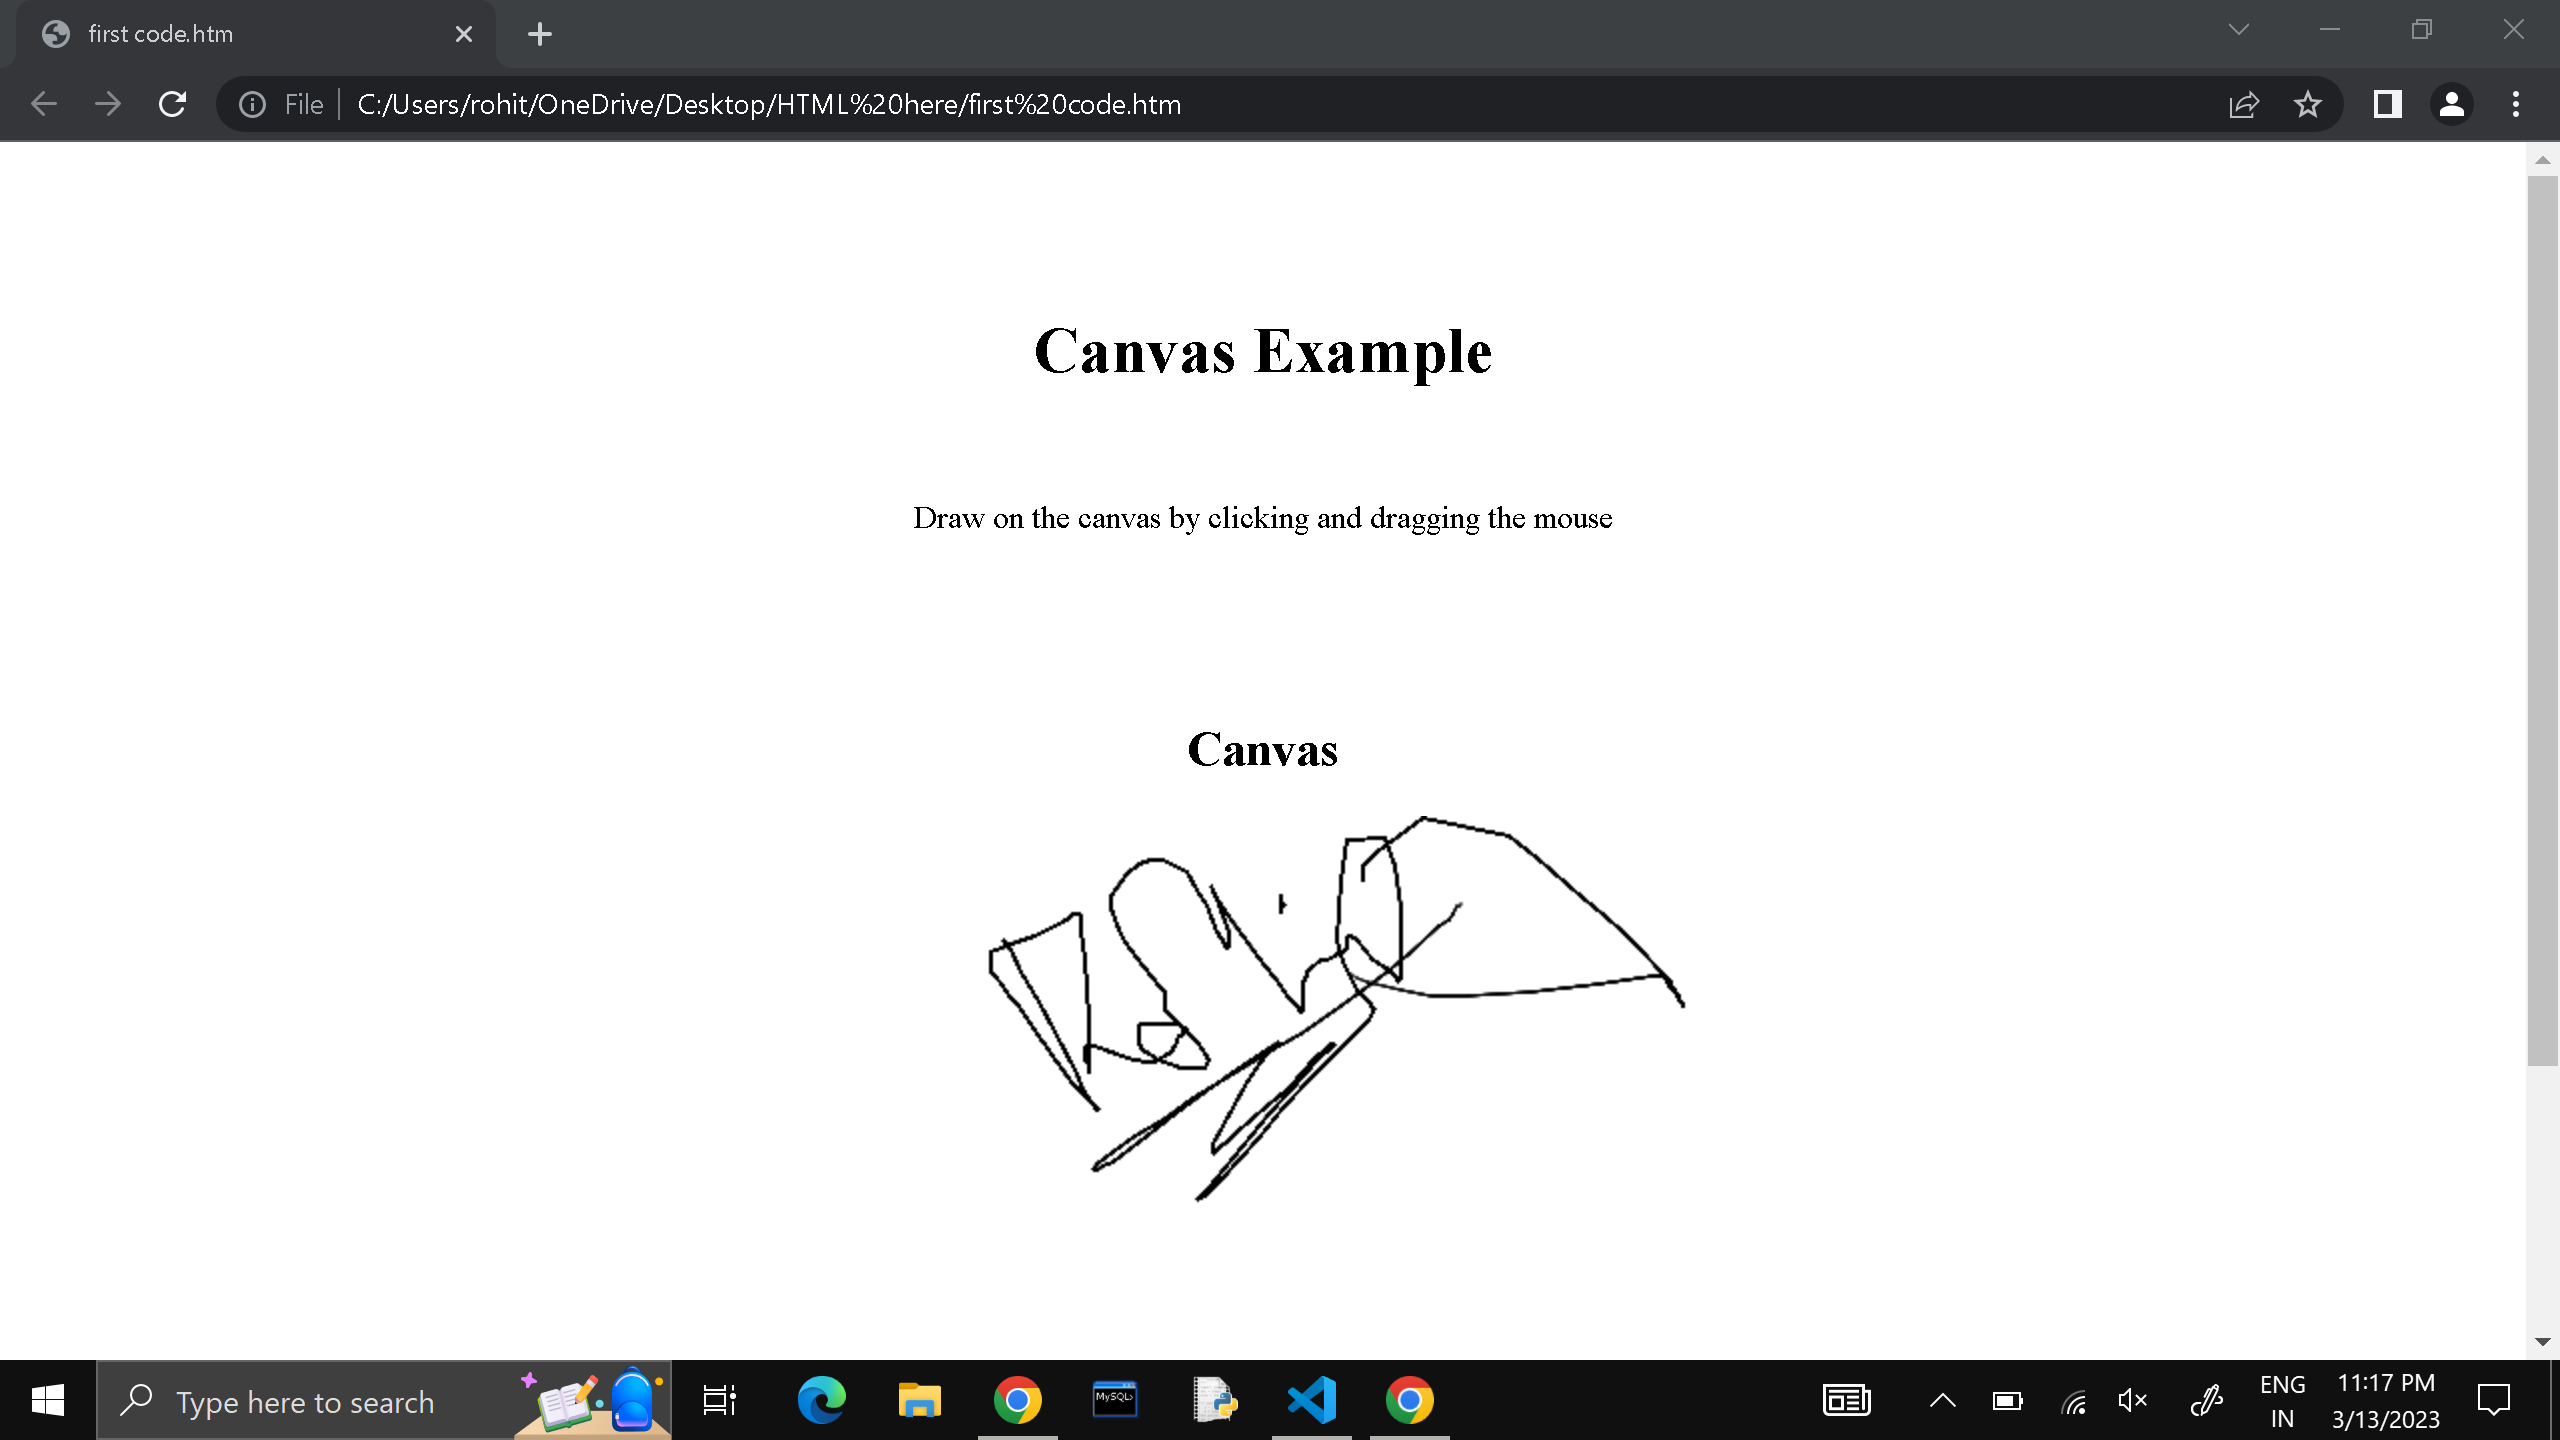 first code.htm
File C:/Users/rohit/OneDrive/Desktop/HTML%20here/first%20code.htm
Canvas Example
Draw on the canvas by clicking and dragging the mouse
Canvas
Type here to search
MySQL>
ENG
IN
11:17 PM
3/13/2023